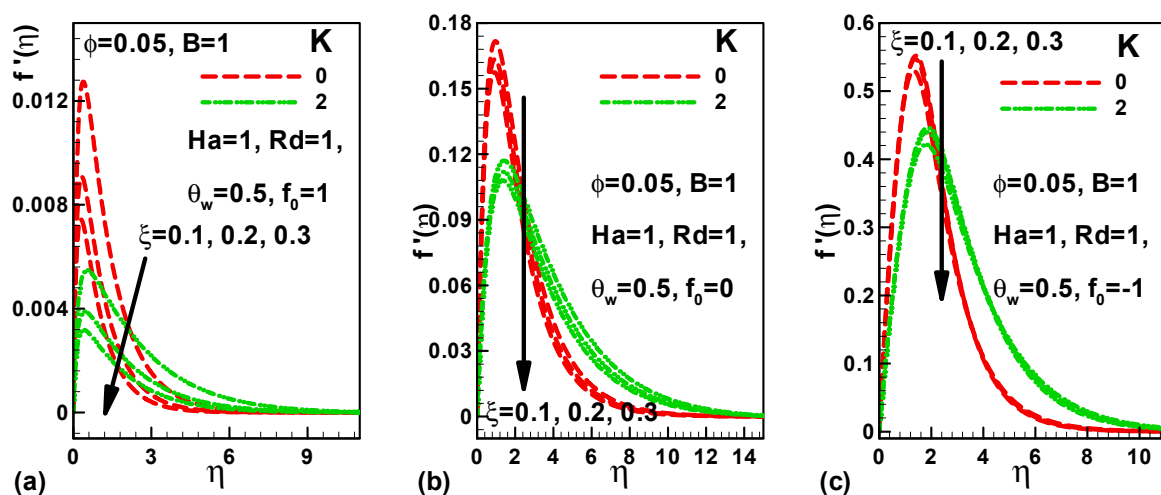 f '(η)
0.012
0.008
0.004
0
ϕ=0.05, B=1
K
0
2
Ha=1, Rd=1,
θw=0.5, f0=1
ξ=0.1, 0.2, 0.3
0 3 6 9
η
(a)
f '(η)
0.18
0.15
0.12
0.09
0.06
0.03
0
K
0
2
ϕ=0.05, B=1
Ha=1, Rd=1,
θw=0.5, f0=0
ξ=0.1, 0.2, 0.3
0 2 4 6 8 10 12 14
η
(b)
f '(η)
0.6
0.5
0.4
0.3
0.2
0.1
0
ξ=0.1, 0.2, 0.3
K
0
2
ϕ=0.05, B=1
Ha=1, Rd=1,
θw=0.5, f0=-1
0 2 4 6 8 10
η
(c)